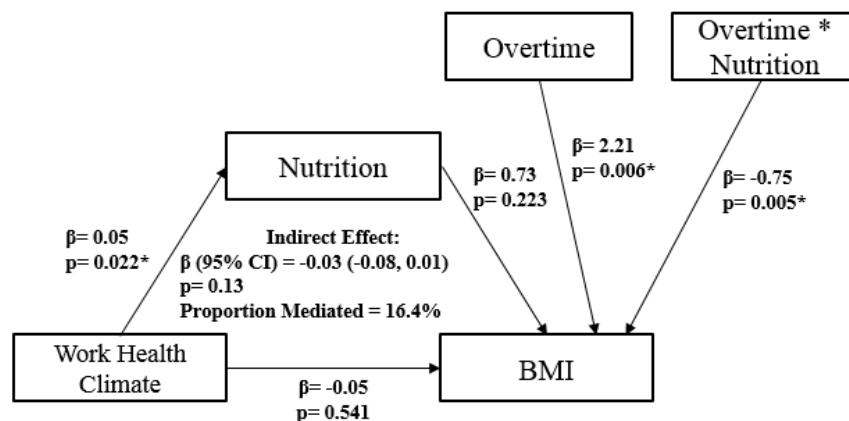 Overtime
Overtime *
Nutrition
Nutrition
β= 2.21
p= 0.006*
β= 0.73
p= 0.223
β= -0.75
p= 0.005*
β= 0.05
p= 0.022*
Indirect Effect:
β (95% CI) = -0.03 (-0.08, 0.01)
p= 0.13
Proportion Mediated = 16.4%
Work Health
Climate
BMI
β= -0.05
p= 0.541